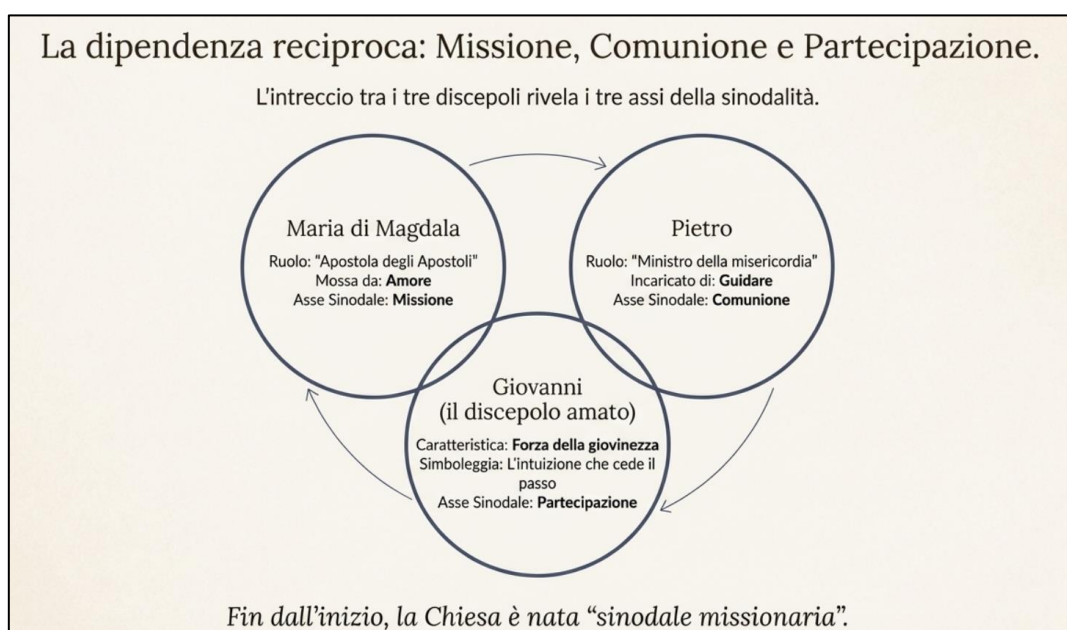 La dipendenza reciproca: Missione, Comunione e Partecipazione.
L'intreccio tra i tre discepoli rivela i tre assi della sinodalità.
Maria di Magdala
Ruolo: "Apostola degli Apostoli"
Mossa da: Amore
Asse Sinodale: Missione
Pietro
Ruolo: "Ministro della misericordia"
Incaricato di: Guidare
Asse Sinodale: Comunione
Giovanni
(il discepolo amato)
Caratteristica: Forza della giovinezza
Simboleggia: L'intuizione che cede il
passo
Asse Sinodale: Partecipazione
Fin dall'inizio, la Chiesa è nata "sinodale missionaria".